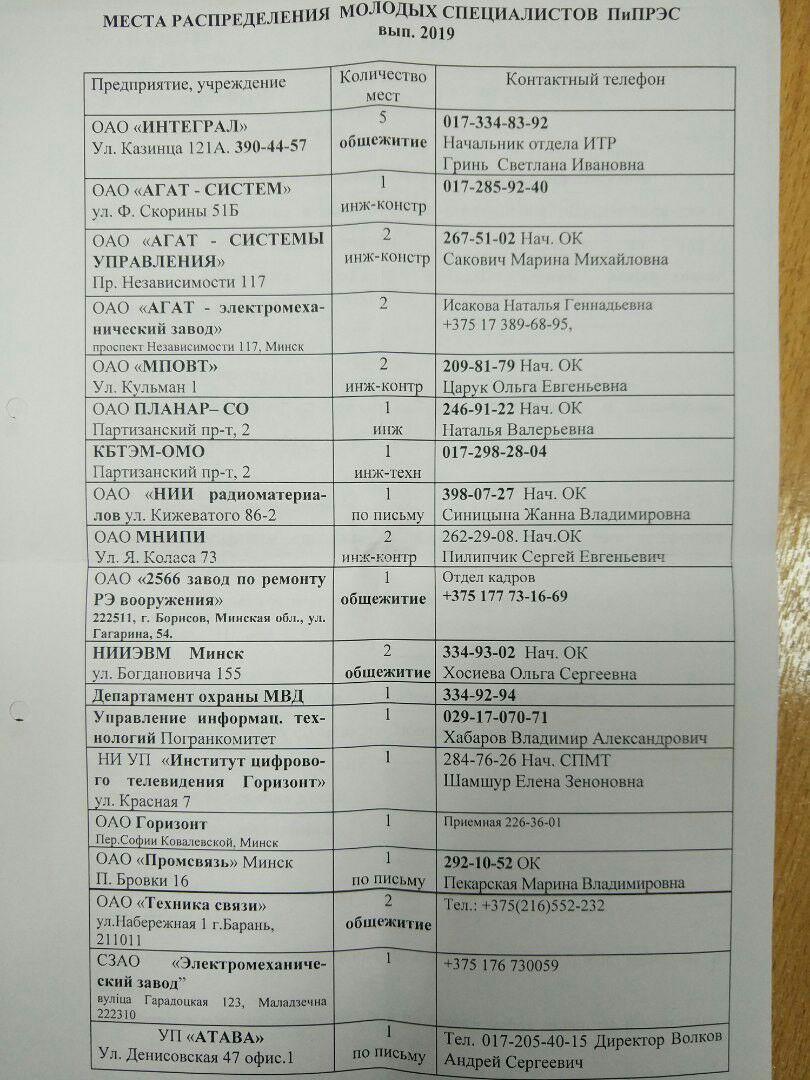 МЕСТА РАСПРЕДЕЛЕНИЯ МОЛОДЫХ СПЕЦИАЛИСТОВ ПиПРЭС
вып. 2019
Предприятие, учреждение
Количество
мест
Контактный телефон
ОАО «ИНТЕГРАЛ»
Ул. Казинца 121А. 390-44-57
5
общежитие
017-334-83-92
Начальник отдела ИТР
Гринь Светлана Ивановна
ОАО «АГАТ - СИСТЕМ»
ул. Ф. Скорины 51Б
1
инж-констр
017-285-92-40
ОАО «АГАТ - СИСТЕМЫ
УПРАВЛЕНИЯ»
Пр. Независимости 117
2
инж-констр
267-51-02 Нач. ОК
Сакович Марина Михайловна
ОАО «АГАТ - электромеха-
нический завод»
проспект Независимости 117, Минск
2
Исакова Наталья Геннадьевна
+375 17 389-68-95,
ОАО «МПОВТ»
Ул. Кульман 1
2
инж-контр
209-81-79 Нач. ОК
Царук Ольга Евгеньевна
ОАО ПЛАНАР– СО
Партизанский пр-т, 2
1
инж
246-91-22 Нач. ОК
Наталья Валерьевна
КБТЭМ-ОМО
Партизанский пр-т, 2
1
инж-техн
017-298-28-04
ОАО «НИИ радиоматериа-
лов ул. Кижеватого 86-2
1
по письму
398-07-27 Нач. ОК
Синицына Жанна Владимировна
ОАО МНИПИ
Ул. Я. Коласа 73
2
инж-контр
262-29-08. Нач.ОК
Пилипчик Сергей Евгеньевич
ОАО «2566 завод по ремонту
РЭ вооружения»
222511, г. Борисов, Минская обл., ул.
Гагарина, 54.
1
общежитие
Отдел кадров
+375 177 73-16-69
НИИЭВМ Минск
ул. Богдановича 155
2
общежитие
334-93-02 Нач. ОК
Хосиева Ольга Сергеевна
Департамент охраны МВД
1
334-92-94
Управление информац. тех-
нологий Погранкомитет
1
029-17-070-71
Хабаров Владимир Александрович
НИ УП «Институт цифрово-
го телевидения Горизонт»
ул. Красная 7
1
284-76-26 Нач. СПМТ
Шамшур Елена Зеноновна
ОАО Горизонт
Пер.Софии Ковалевской, Минск
1
Приемная 226-36-01
ОАО «Промсвязь» Минск
П. Бровки 16
1
по письму
292-10-52 ОК
Пекарская Марина Владимировна
ОАО «Техника связи»
ул.Набережная 1 г.Барань,
211011
2
общежитие
Тел.: +375(216)552-232
СЗАО «Электромеханиче-
ский завод”
вуліца Гарадоцкая 123, Маладзечна
222310
1
+375 176 730059
УП «АТАВА»
Ул. Денисовская 47 офис.1
1
по письму
Тел. 017-205-40-15 Директор Волков
Андрей Сергеевич